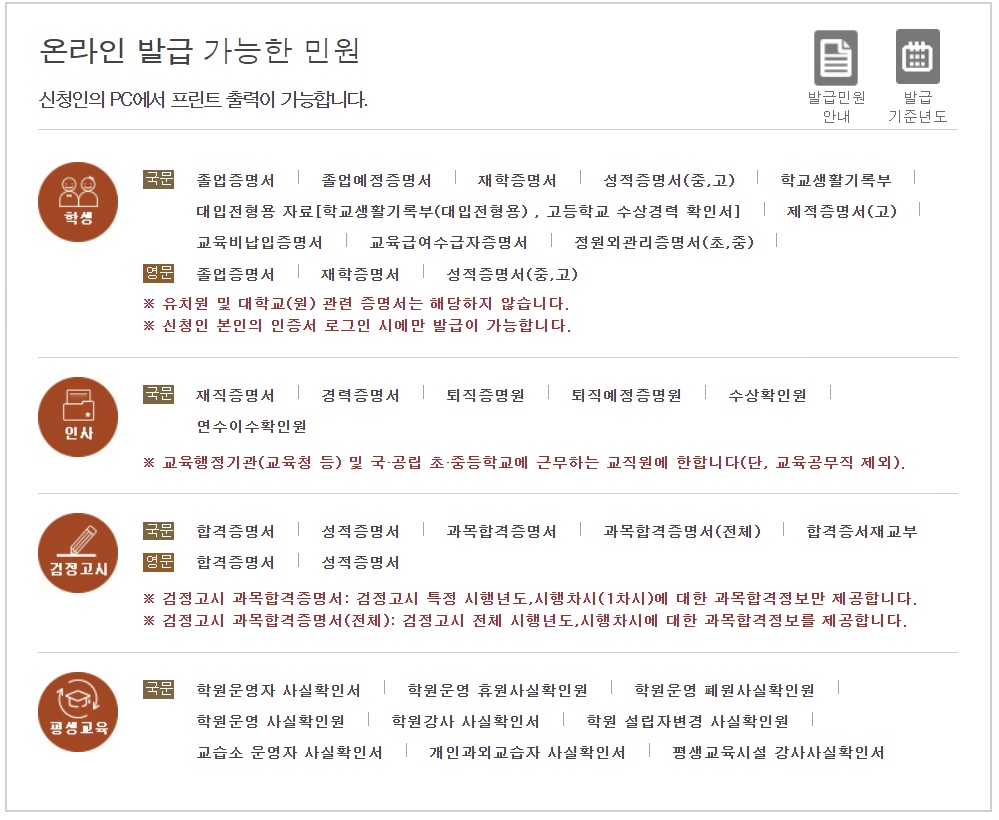 온라인 발급 가능한 민원
신청인의 PC에서 프린트 출력이 가능합니다.
발급민원
안내
발급
기준년도
학생
국문 졸업증명서 | 졸업예정증명서 | 재학증명서 | 성적증명서(중,고) | 학교생활기록부 |
대입전형용 자료[학교생활기록부(대입전형용) , 고등학교 수상경력 확인서] | 제적증명서(고) |
교육비납입증명서 | 교육급여수급자증명서 | 정원외관리증명서(초,중) |
영문 졸업증명서 | 재학증명서 | 성적증명서(중,고)
※ 유치원 및 대학교(원) 관련 증명서는 해당하지 않습니다.
※ 신청인 본인의 인증서 로그인 시에만 발급이 가능합니다.
인사
국문 재직증명서 | 경력증명서 | 퇴직증명원 | 퇴직예정증명원 | 수상확인원 |
연수이수확인원
※ 교육행정기관(교육청 등) 및 국·공립 초·중등학교에 근무하는 교직원에 한합니다(단, 교육공무직 제외).
검정고시
국문 합격증명서 | 성적증명서 | 과목합격증명서 | 과목합격증명서(전체) | 합격증서재교부
영문 합격증명서 | 성적증명서
※ 검정고시 과목합격증명서: 검정고시 특정 시행년도,시행차시(1차시)에 대한 과목합격정보만 제공합니다.
※ 검정고시 과목합격증명서(전체): 검정고시 전체 시행년도,시행차시에 대한 과목합격정보를 제공합니다.
평생교육
국문 학원운영자 사실확인서 | 학원운영 휴원사실확인원 | 학원운영 폐원사실확인원 |
학원운영 사실확인원 | 학원강사 사실확인서 | 학원 설립자변경 사실확인원 |
교습소 운영자 사실확인서 | 개인과외교습자 사실확인서 | 평생교육시설 강사사실확인서